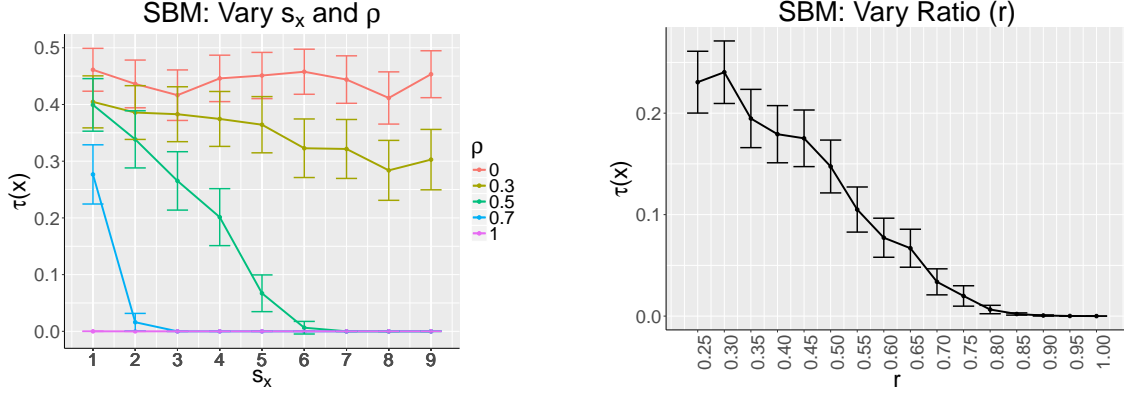 SBM: Vary s_x and ρ
0.5
0.4
0.3
0.2
0.1
0.0
τ(x)
1 2 3 4 5 6 7 8 9
s_x
ρ
0
0.3
0.5
0.7
1
SBM: Vary Ratio (r)
0.2
0.1
0.0
τ(x)
0.25 0.30 0.35 0.40 0.45 0.50 0.55 0.60 0.65 0.70 0.75 0.80 0.85 0.90 0.95 1.00
r